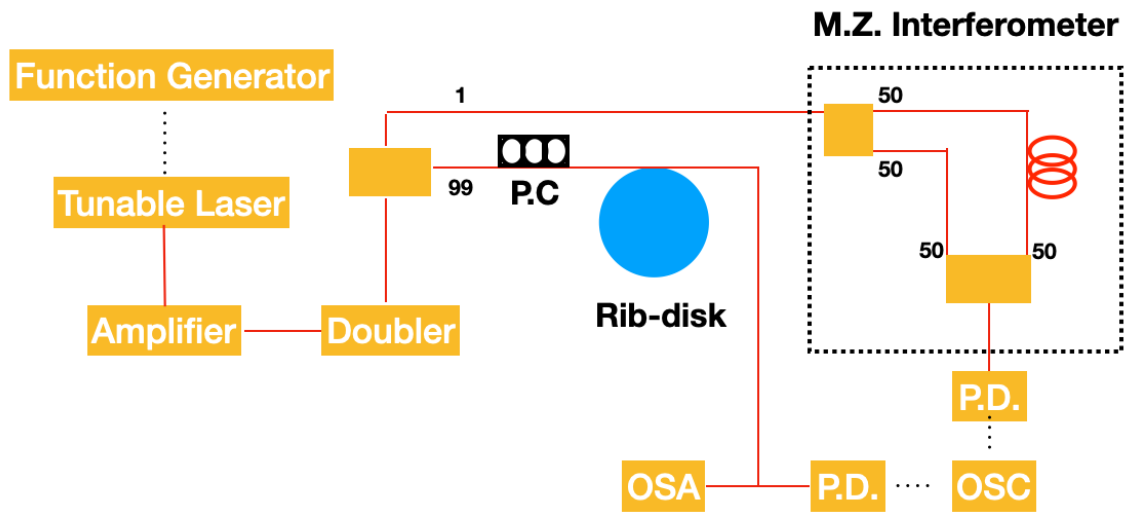 M.Z. Interferometer
Function Generator
1
50
P.C
99
50
Tunable Laser
50
50
Rib-disk
Amplifier
Doubler
P.D.
OSA
P.D.
OSC